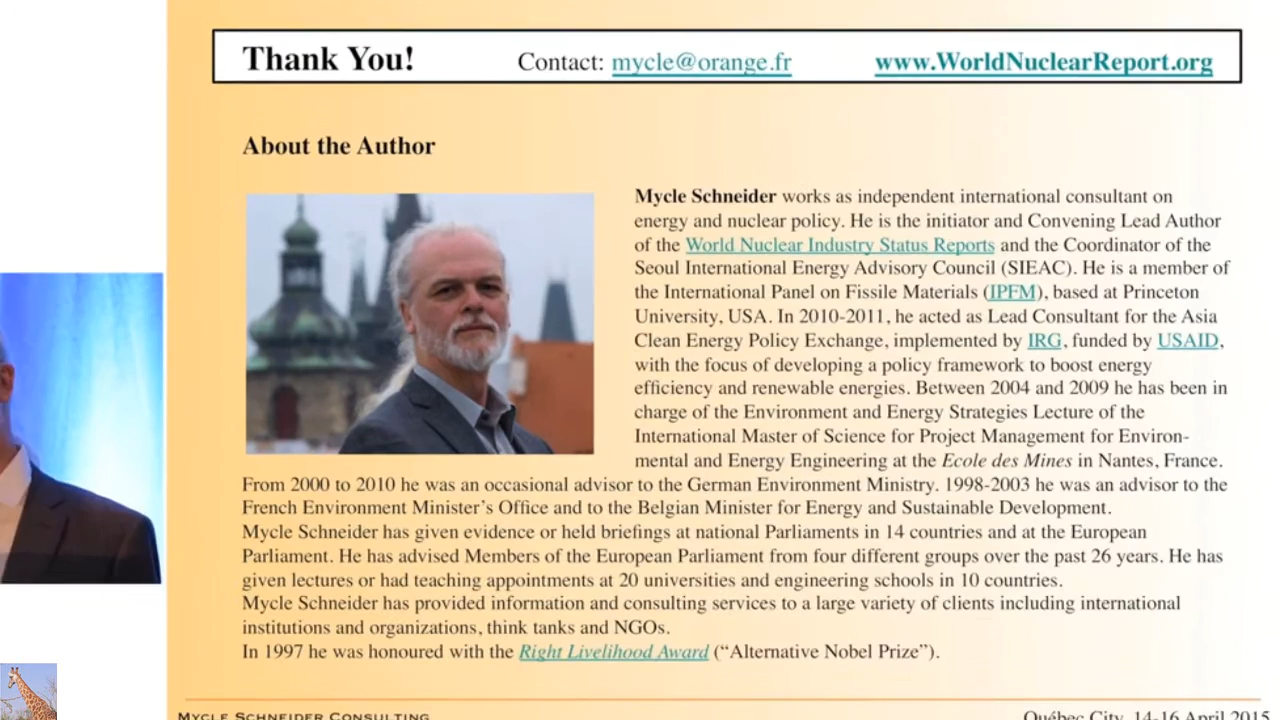 Thank You! Contact: mycle@orange.fr www.WorldNuclearReport.org
About the Author
Mycle Schneider works as independent international consultant on
energy and nuclear policy. He is the initiator and Convening Lead Author
of the World Nuclear Industry Status Reports and the Coordinator of the
Seoul International Energy Advisory Council (SIEAC). He is a member of
the International Panel on Fissile Materials (IPFM), based at Princeton
University, USA. In 2010-2011, he acted as Lead Consultant for the Asia
Clean Energy Policy Exchange, implemented by IRG, funded by USAID,
with the focus of developing a policy framework to boost energy
efficiency and renewable energies. Between 2004 and 2009 he has been in
charge of the Environment and Energy Strategies Lecture of the
International Master of Science for Project Management for Environ-
mental and Energy Engineering at the Ecole des Mines in Nantes, France.
From 2000 to 2010 he was an occasional advisor to the German Environment Ministry. 1998-2003 he was an advisor to the
French Environment Minister's Office and to the Belgian Minister for Energy and Sustainable Development.
Mycle Schneider has given evidence or held briefings at national Parliaments in 14 countries and at the European
Parliament. He has advised Members of the European Parliament from four different groups over the past 26 years. He has
given lectures or had teaching appointments at 20 universities and engineering schools in 10 countries.
Mycle Schneider has provided information and consulting services to a large variety of clients including international
institutions and organizations, think tanks and NGOs.
In 1997 he was honoured with the Right Livelihood Award ("Alternative Nobel Prize").
MYCLE SCHNEIDER CONSULTING Québec City, 14-16 April 2015